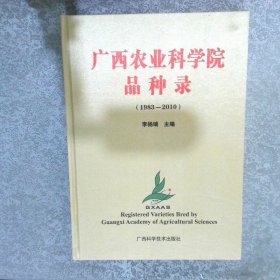 广西农业科学院
品种录
(1983—2010)
李杨瑞 主编
GXAAS
Registered Varieties Bred by
Guangxi Academy of Agricultural Sciences
广西科学技术出版社